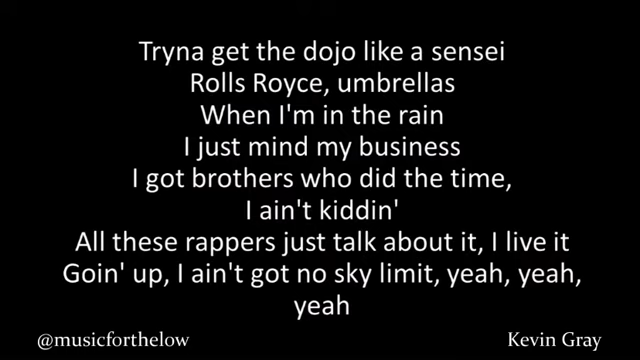 Tryna get the dojo like a sensei
Rolls Royce, umbrellas
When I'm in the rain
I just mind my business
I got brothers who did the time,
I ain't kiddin'
All these rappers just talk about it, I live it
Goin' up, I ain't got no sky limit, yeah, yeah,
yeah
@musicforthelow
Kevin Gray